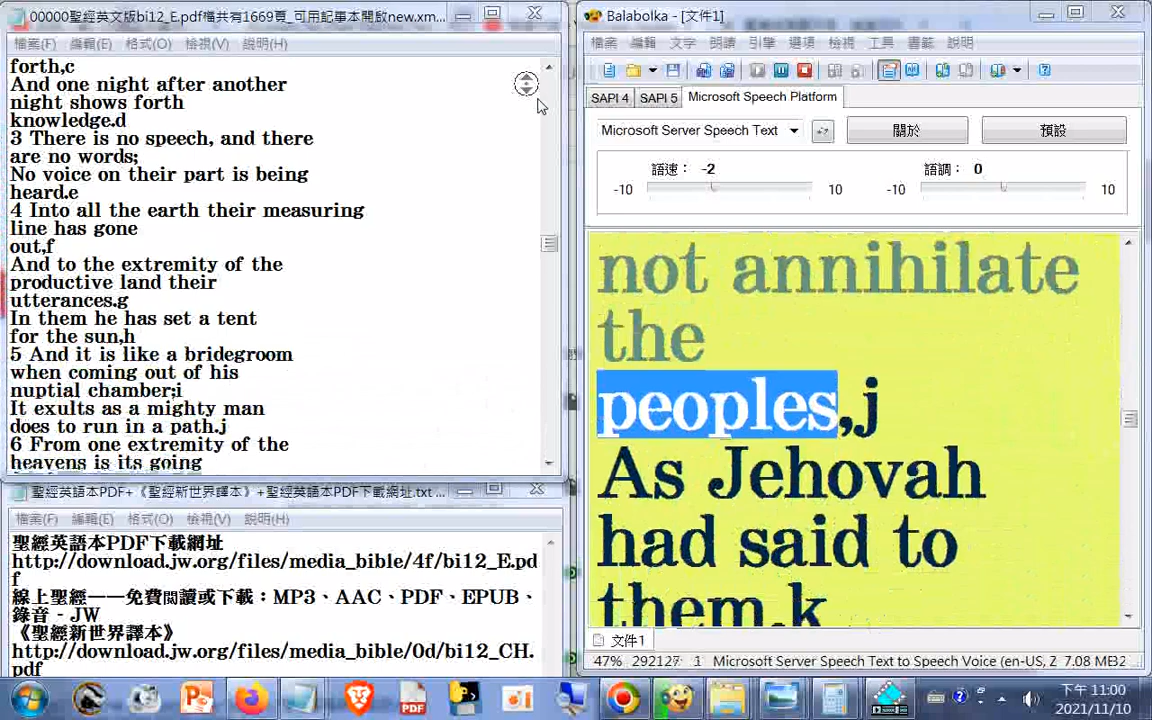 00000聖經英文版bi12_E.pdf檔共有1669頁_可用記事本開啟new.xm...
檔案(F) 編輯(E) 格式(O) 檢視(V) 說明(H)
forth,c
And one night after another
night shows forth
knowledge.d
3 There is no speech, and there
are no words;
No voice on their part is being
heard.e
4 Into all the earth their measuring
line has gone
out,f
And to the extremity of the
productive land their
utterances.g
In them he has set a tent
for the sun,h
5 And it is like a bridegroom
when coming out of his
nuptial chamber;i
It exults as a mighty man
does to run in a path.j
6 From one extremity of the
heavens is its going
聖經英語本PDF+《聖經新世界譯本》+聖經英語本PDF下載網址.txt ...
檔案(F) 編輯(E) 格式(O) 檢視(V) 說明(H)
聖經英語本PDF下載網址
http://download.jw.org/files/media_bible/4f/bi12_E.pd
f
線上聖經——免費閱讀或下載：MP3、AAC、PDF、EPUB、
錄音 - JW
《聖經新世界譯本》
http://download.jw.org/files/media_bible/0d/bi12_CH.
pdf
Balabolka - [文件1]
檔案 編輯 文字 朗讀 引擎 選項 檢視 工具 書籤 說明
SAPI 4 SAPI 5 Microsoft Speech Platform
Microsoft Server Speech Text 關於 預設
語速： -2 語調： 0
-10 10 -10 10
not annihilate
the
peoples,j
As Jehovah
had said to
them,k
文件1
47% 292127: 1 Microsoft Server Speech Text to Speech Voice (en-US, Z 7.08 MB2
下午 11:00
2021/11/10